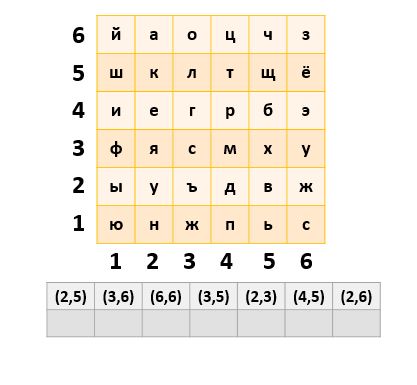 6 й а о ц ч з
5 ш к л т щ ё
4 и е г р б э
3 ф я с м х у
2 ы у ъ д в ж
1 ю н ж п ь с
1 2 3 4 5 6
(2,5) (3,6) (6,6) (3,5) (2,3) (4,5) (2,6)